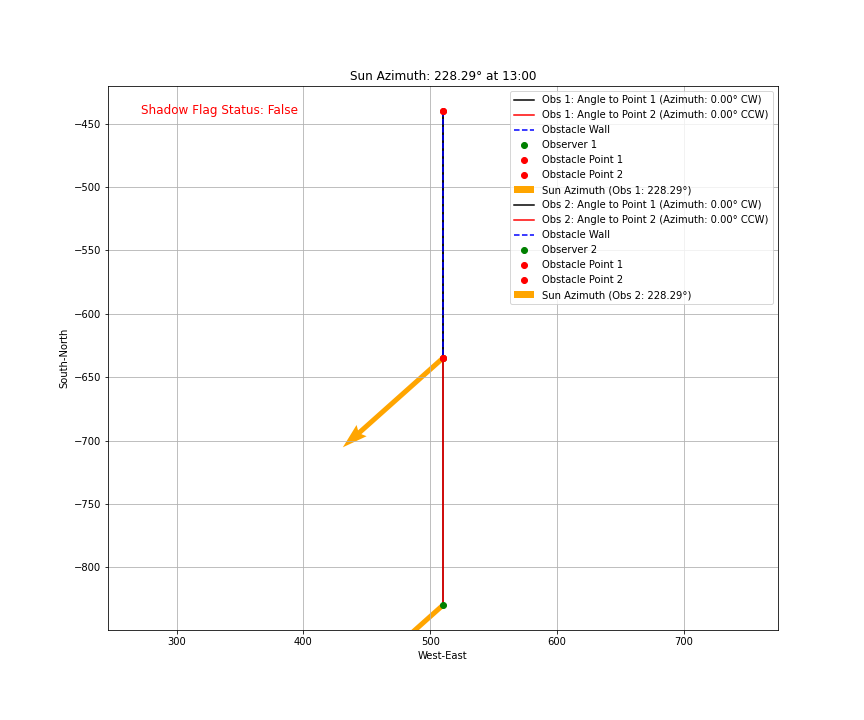 Sun Azimuth: 228.29° at 13:00
Shadow Flag Status: False
Obs 1: Angle to Point 1 (Azimuth: 0.00° CW)
Obs 1: Angle to Point 2 (Azimuth: 0.00° CCW)
Obstacle Wall
Observer 1
Obstacle Point 1
Obstacle Point 2
Sun Azimuth (Obs 1: 228.29°)
Obs 2: Angle to Point 1 (Azimuth: 0.00° CW)
Obs 2: Angle to Point 2 (Azimuth: 0.00° CCW)
Obstacle Wall
Observer 2
Obstacle Point 1
Obstacle Point 2
Sun Azimuth (Obs 2: 228.29°)
−450
−500
−550
−600
−650
−700
−750
−800
South-North
300
400
500
600
700
West-East